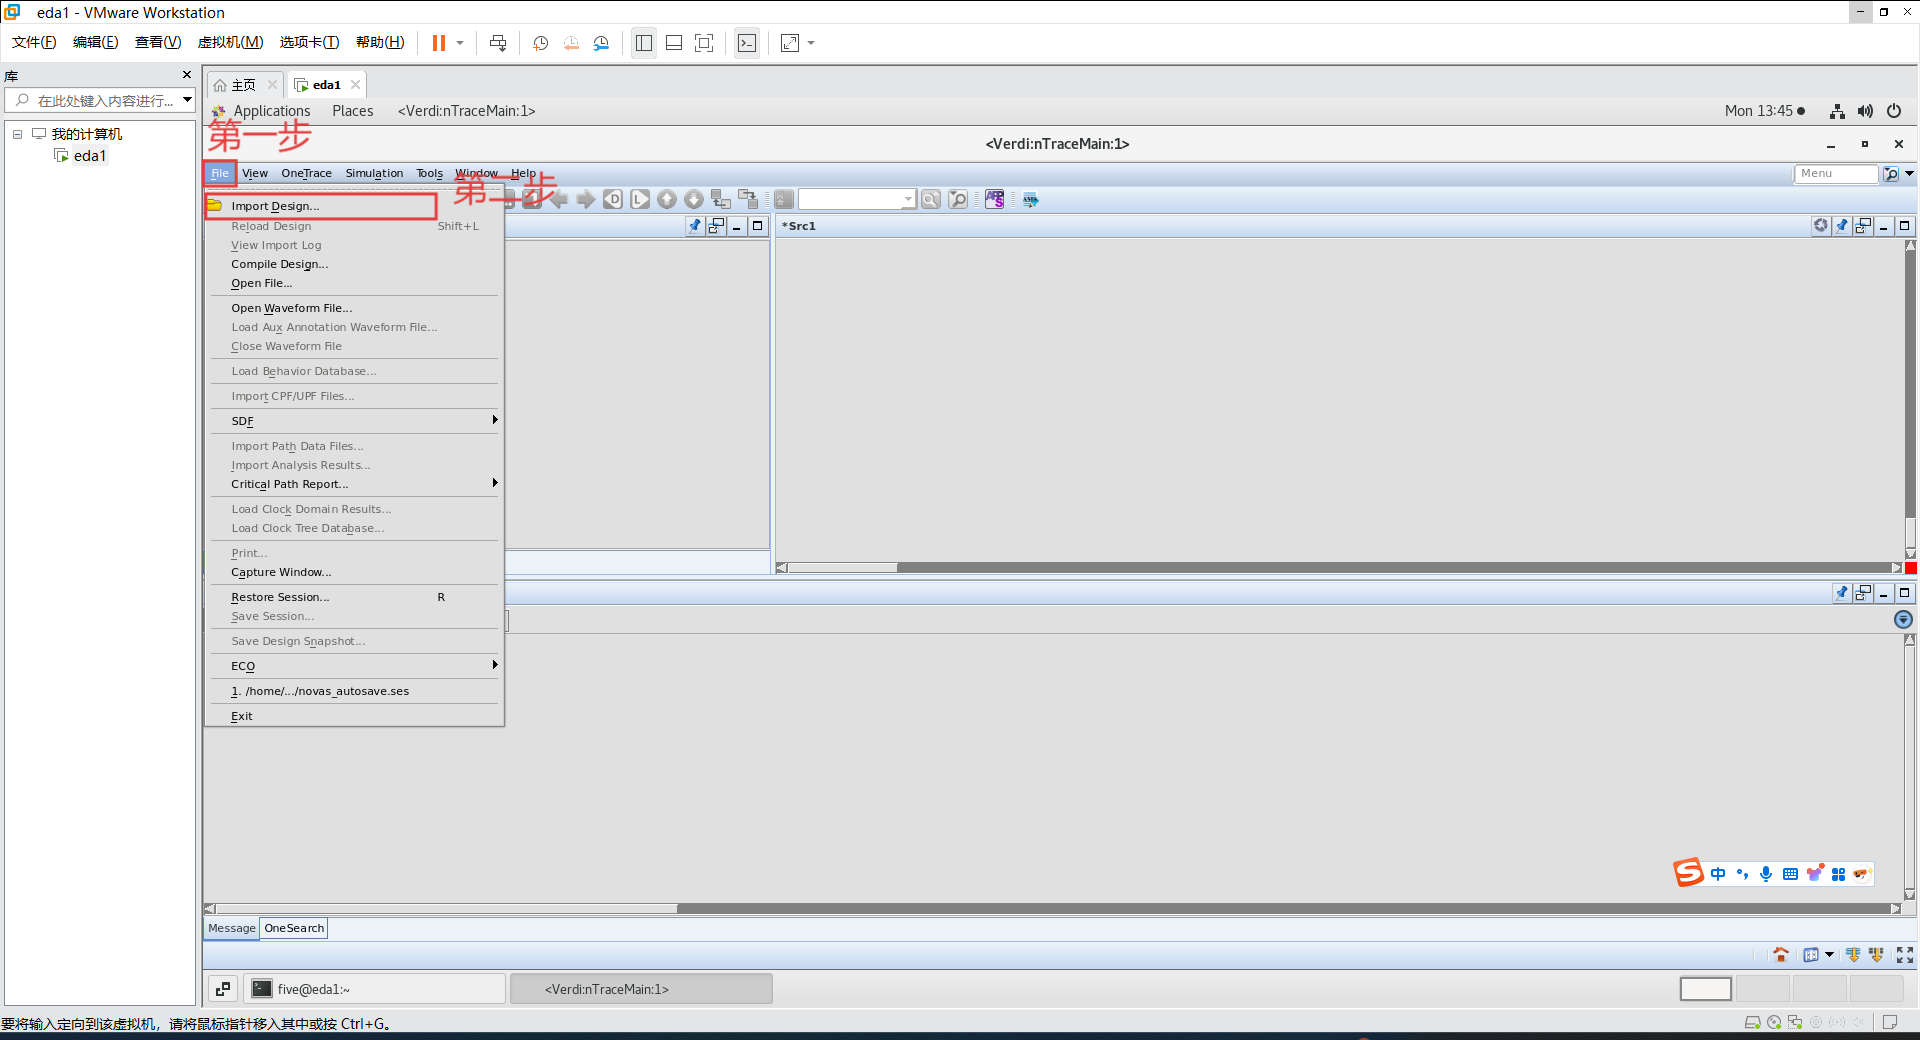 eda1 - VMware Workstation
文件(F) 编辑(E) 查看(V) 虚拟机(M) 选项卡(T) 帮助(H)
库
在此处键入内容进行...
我的计算机
eda1
主页 eda1
Applications Places <Verdi:nTraceMain:1> Mon 13:45
第一步
<Verdi:nTraceMain:1>
File View OneTrace Simulation Tools Window Help Menu
第二步
Import Design...
Reload Design Shift+L
View Import Log
Compile Design...
Open File...
Open Waveform File...
Load Aux Annotation Waveform File...
Close Waveform File
Load Behavior Database...
Import CPF/UPF Files...
SDF
Import Path Data Files...
Import Analysis Results...
Critical Path Report...
Load Clock Domain Results...
Load Clock Tree Database...
Print...
Capture Window...
Restore Session... R
Save Session...
Save Design Snapshot...
ECO
1. /home/.../novas_autosave.ses
Exit
*Src1
中
Message OneSearch
five@eda1:~ <Verdi:nTraceMain:1>
要将输入定向到该虚拟机，请将鼠标指针移入其中或按 Ctrl+G。